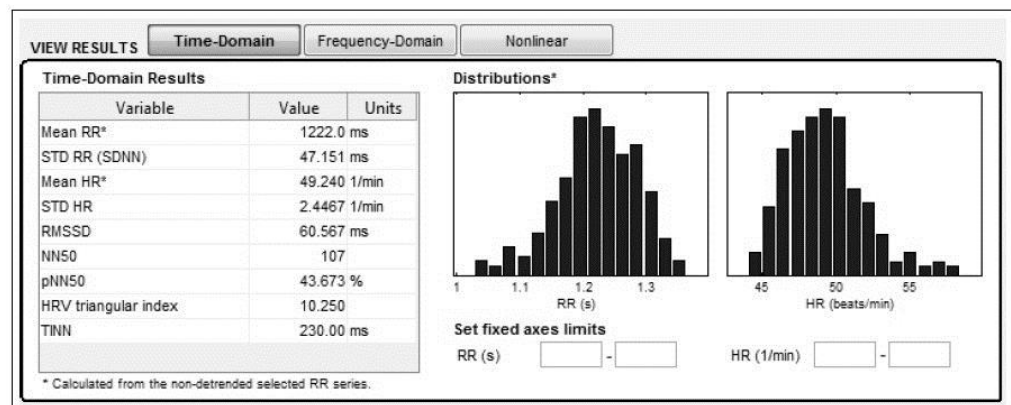 VIEW RESULTS Time-Domain Frequency-Domain Nonlinear
Time-Domain Results
Variable Value Units
Mean RR* 1222.0 ms
STD RR (SDNN) 47.151 ms
Mean HR* 49.240 1/min
STD HR 2.4467 1/min
RMSSD 60.567 ms
NN50 107
pNN50 43.673 %
HRV triangular index 10.250
TINN 230.00 ms
* Calculated from the non-detrended selected RR series.
Distributions*
1 1.1 1.2 1.3
RR (s)
45 50 55
HR (beats/min)
Set fixed axes limits
RR (s) - HR (1/min) -